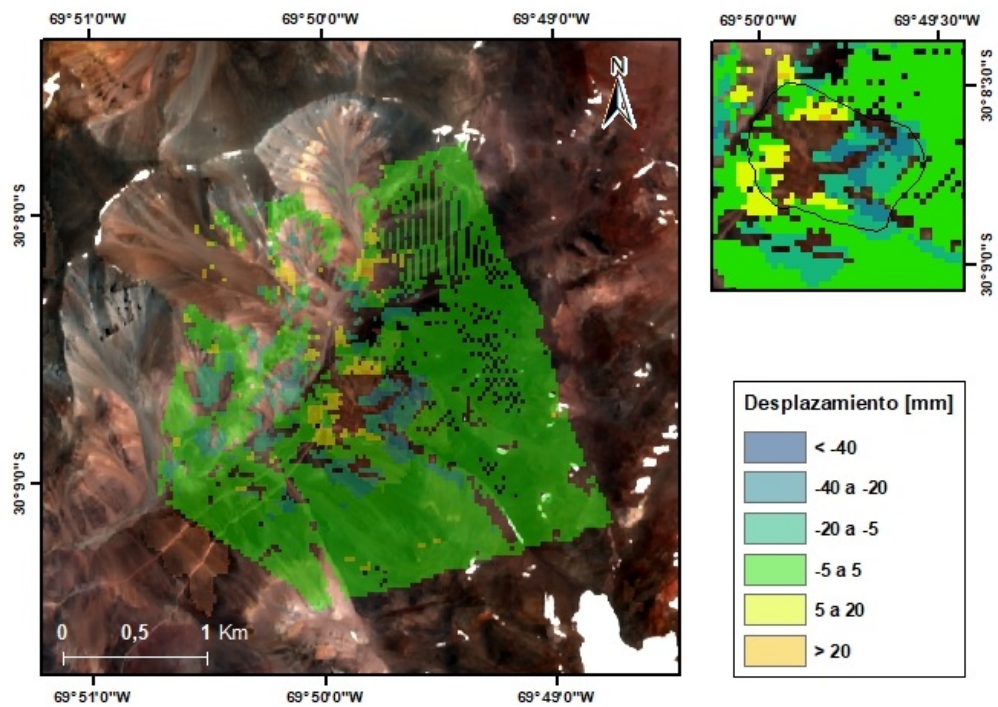 69°51'0"W
69°50'0"W
69°49'0"W
N
30°8'0"S
30°9'0"S
0
0,5
1 Km
69°51'0"W
69°50'0"W
69°49'0"W
69°50'0"W
69°49'30"W
30°8'30"S
30°9'0"S
Desplazamiento [mm]
< -40
-40 a -20
-20 a -5
-5 a 5
5 a 20
> 20